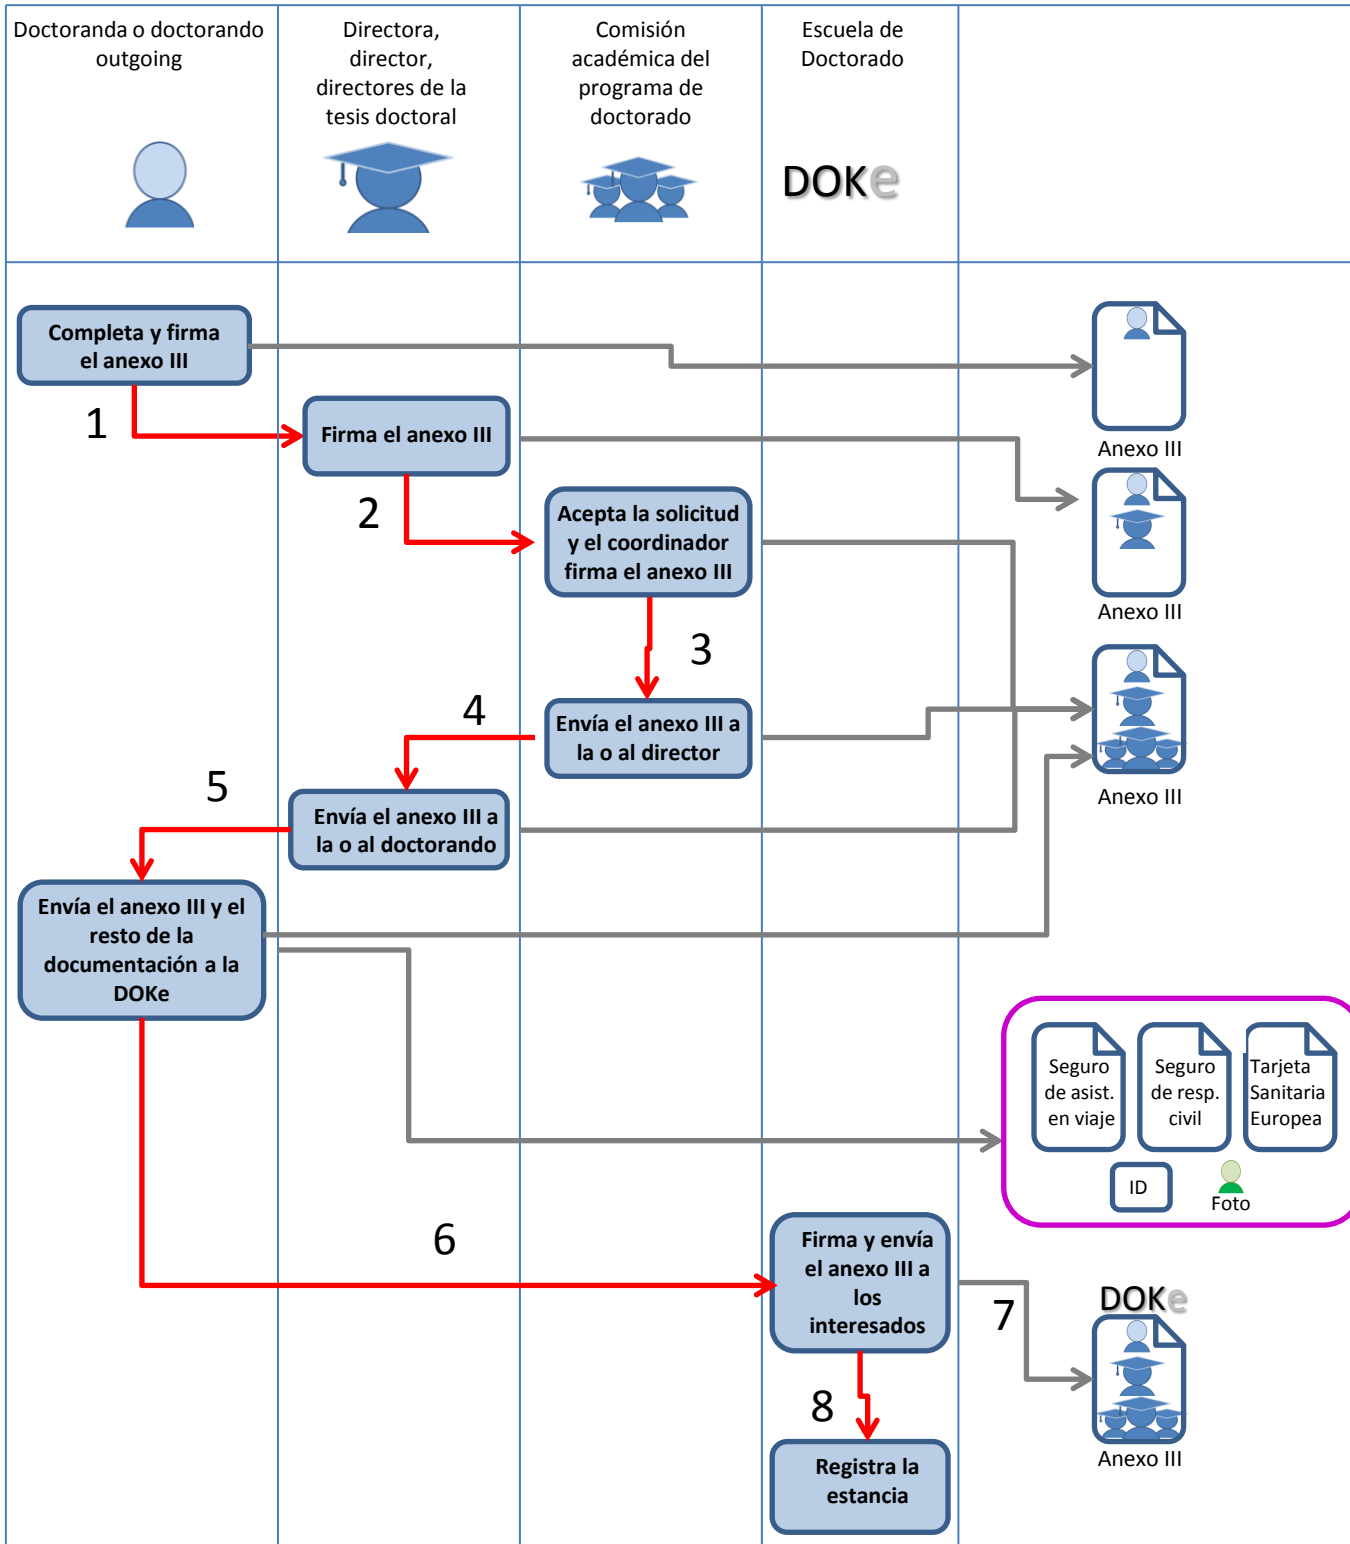 Doctoranda o doctorando
outgoing
Directora,
director,
directores de la
tesis doctoral
Comisión
académica del
programa de
doctorado
Escuela de
Doctorado
DOKe
Completa y firma
el anexo III
Anexo III
1
Firma el anexo III
2
Acepta la solicitud
y el coordinador
firma el anexo III
Anexo III
3
Envía el anexo III a
la o al director
Anexo III
4
5
Envía el anexo III a
la o al doctorando
Envía el anexo III y el
resto de la
documentación a la
DOKe
Seguro
de asist.
en viaje
Seguro
de resp.
civil
Tarjeta
Sanitaria
Europea
ID
Foto
6
Firma y envía
el anexo III a
los
interesados
7
DOKe
Anexo III
8
Registra la
estancia